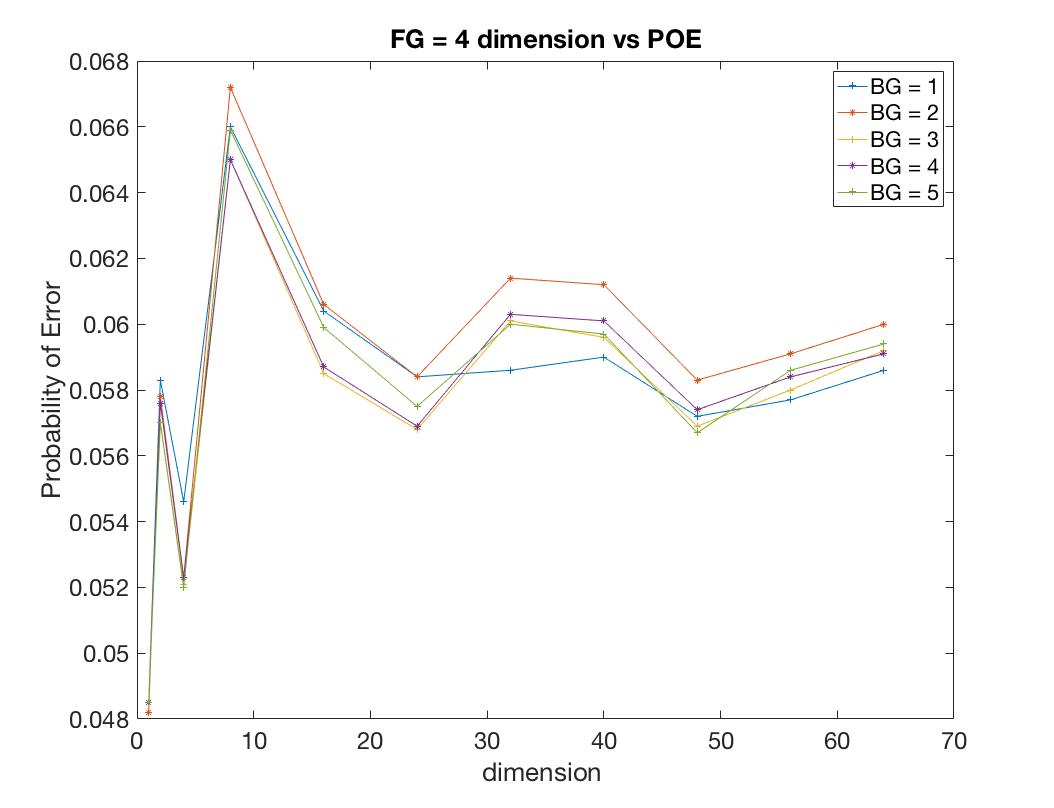 FG = 4 dimension vs POE
Probability of Error
0.068
0.066
0.064
0.062
0.06
0.058
0.056
0.054
0.052
0.05
0.048
0
10
20
30
40
50
60
70
dimension
BG = 1
BG = 2
BG = 3
BG = 4
BG = 5